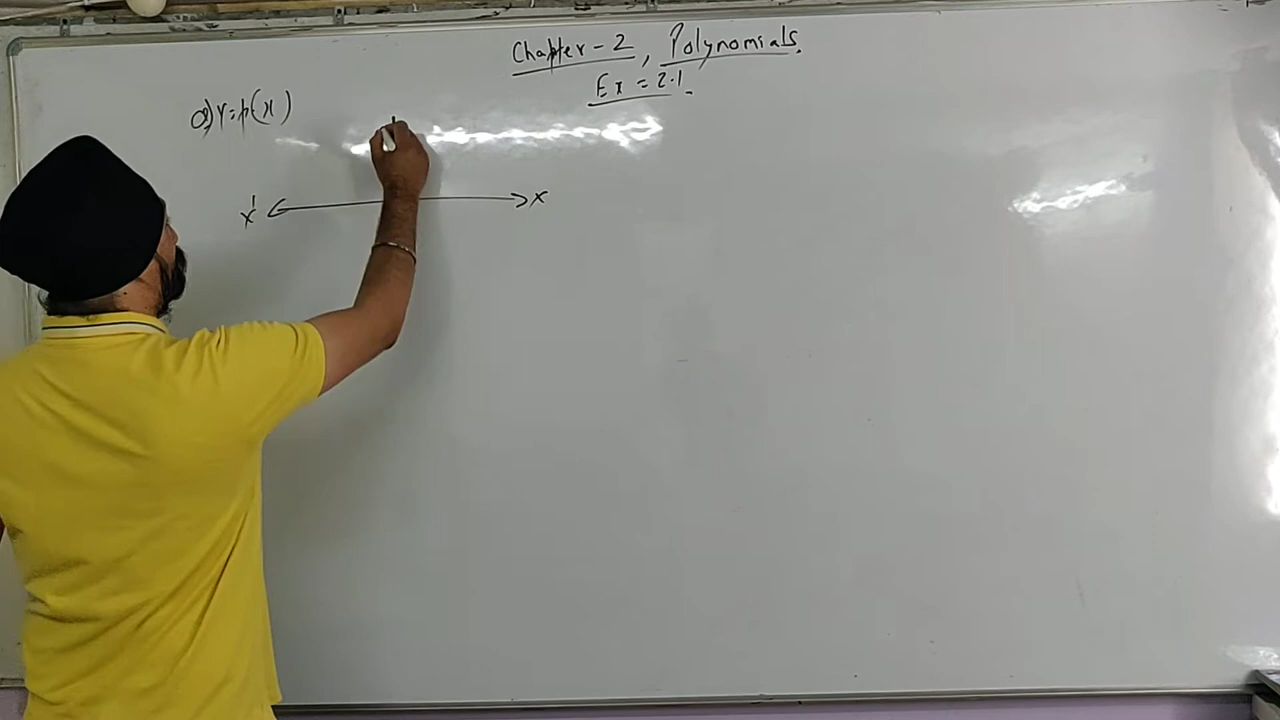 Chapter-2, Polynomials.
Ex = 2.1.
a) Y=p(x)
X' X